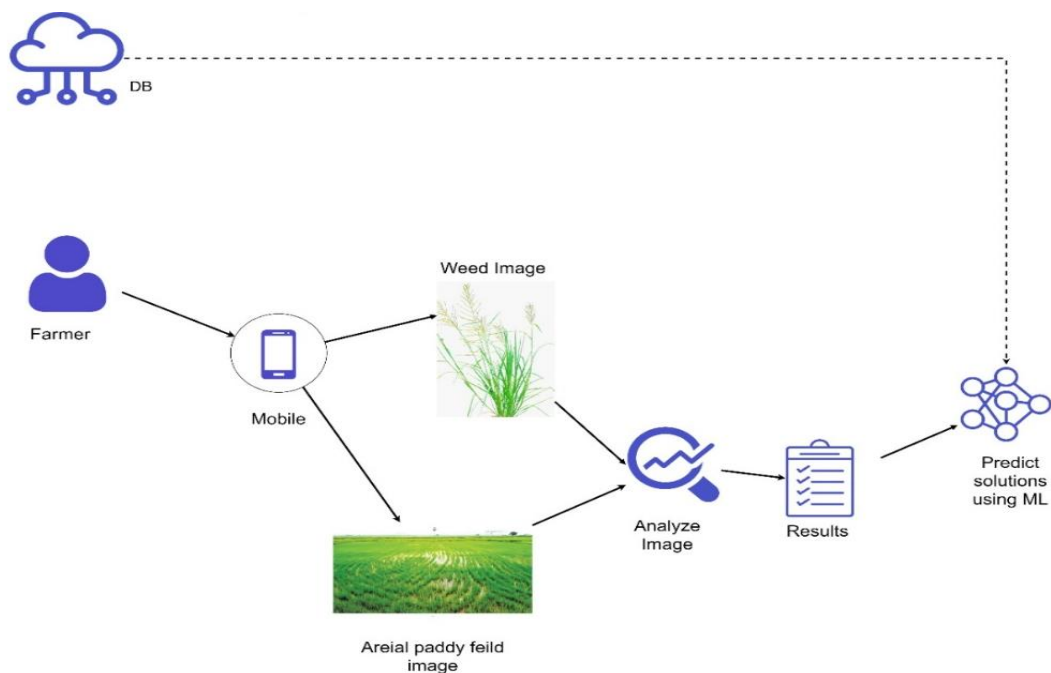 DB
Weed Image
Farmer
Mobile
Predict
solutions
using ML
Analyze
Image
Results
Areial paddy feild
image